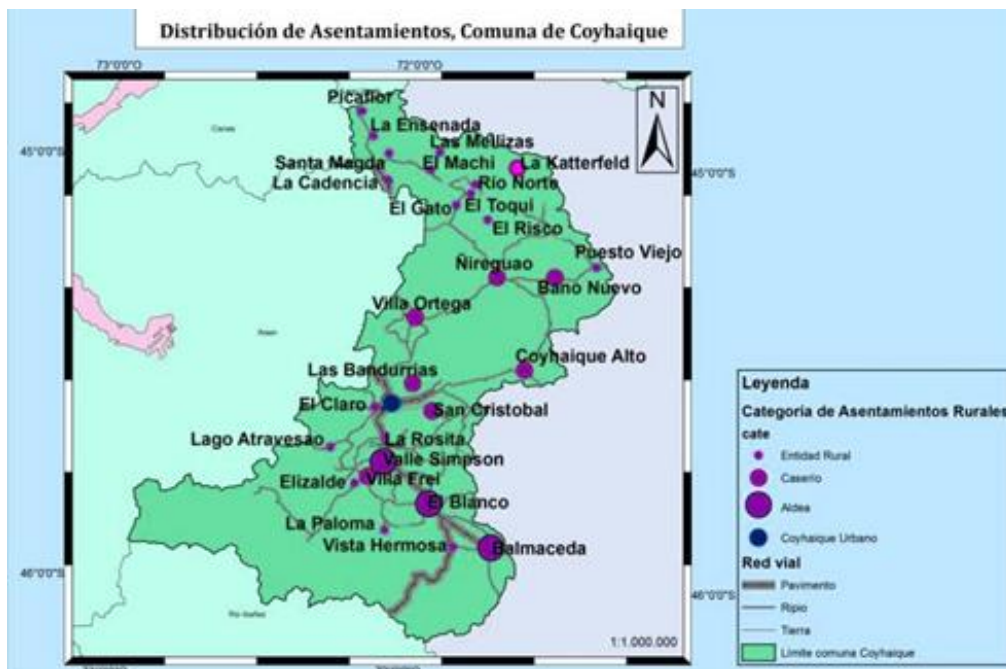 Distribución de Asentamientos, Comuna de Coyhaique
73°0'0"O
72°0'0"O
N
Picaflor
La Ensenada
Las Mellizas
45°0'0"S
Santa Magda
El Machi
La Katterfeld
45°0'0"S
La Cadencia
Río Norte
El Gato
El Toqui
El Risco
Puesto Viejo
Ñireguao
Bano Nuevo
Villa Ortega
Coyhaique Alto
Las Bandurrias
El Claro
San Cristobal
Lago Atravesao
La Rosita
Valle Simpson
Elizalde
Villa Frei
El Blanco
La Paloma
Vista Hermosa
Balmaceda
46°0'0"S
46°0'0"S
1:1.000.000
Leyenda
Categoria de Asentamientos Rurales
cate
Entidad Rural
Caserio
Aldea
Coyhaique Urbano
Red vial
Pavimento
Ripio
Tierra
Limite comuna Coyhaique